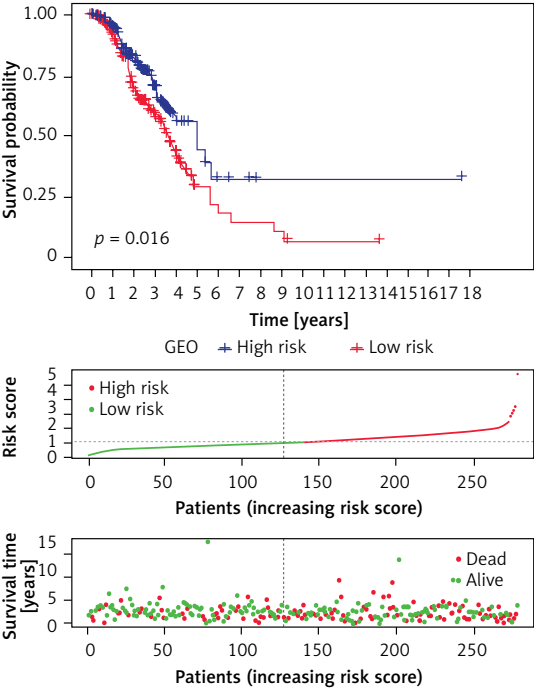 1.00
0.75
0.50
0.25
0
Survival probability
p = 0.016
0 1 2 3 4 5 6 7 8 9 10 11 12 13 14 15 16 17 18
Time [years]
GEO High risk Low risk
5
4
3
2
1
0
Risk score
High risk
Low risk
0 50 100 150 200 250
Patients (increasing risk score)
15
10
5
0
Survival time
[years]
Dead
Alive
0 50 100 150 200 250
Patients (increasing risk score)